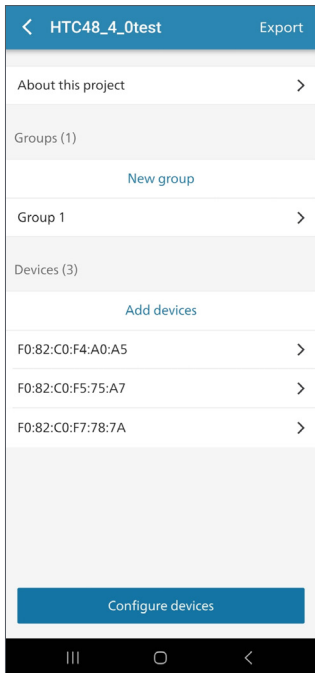 HTC48_4_0test Export
About this project
Groups (1)
New group
Group 1
Devices (3)
Add devices
F0:82:C0:F4:A0:A5
F0:82:C0:F5:75:A7
F0:82:C0:F7:78:7A
Configure devices